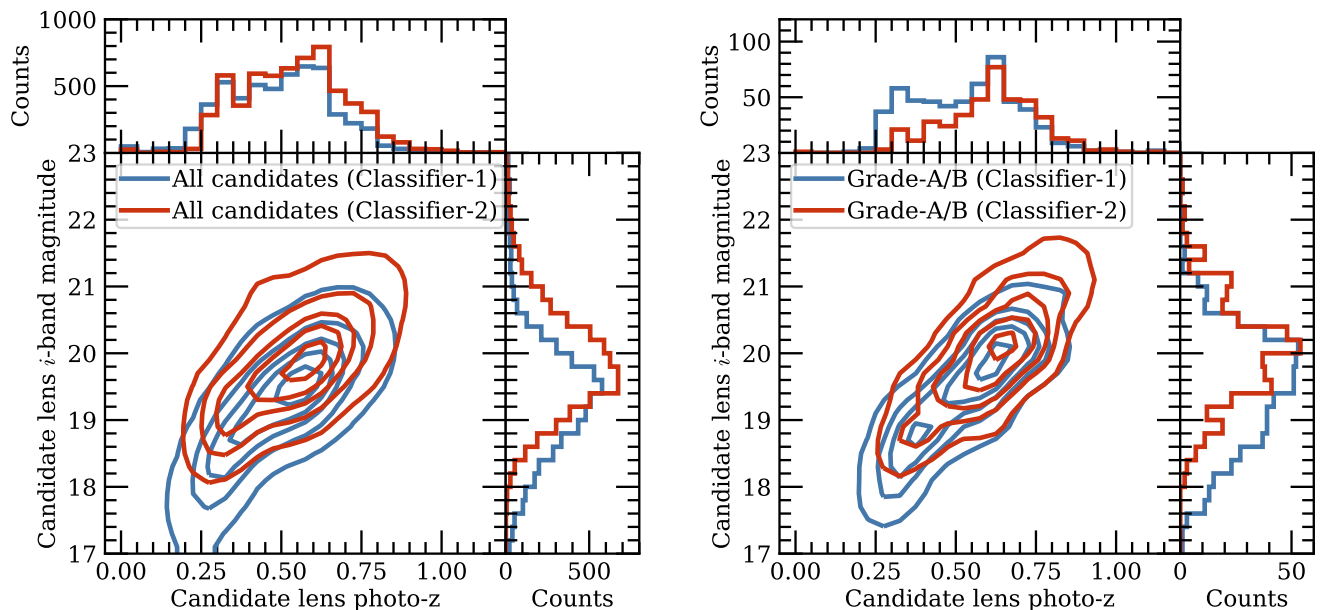 1000
500
Counts
23
22
21
20
19
18
17
Candidate lens i-band magnitude
All candidates (Classifier-1)
All candidates (Classifier-2)
0.00 0.25 0.50 0.75 1.00
Candidate lens photo-z
0 500
Counts
100
50
Counts
23
22
21
20
19
18
17
Candidate lens i-band magnitude
Grade-A/B (Classifier-1)
Grade-A/B (Classifier-2)
0.00 0.25 0.50 0.75 1.00
Candidate lens photo-z
0 50
Counts